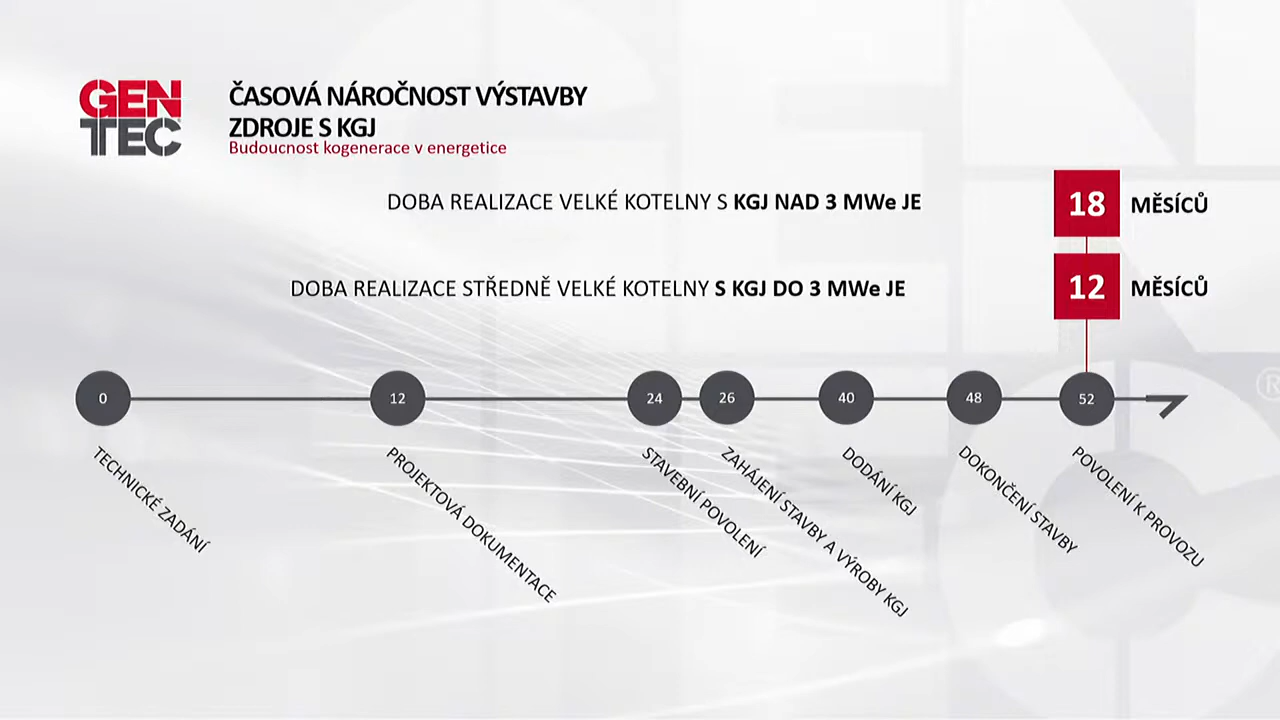 GEN
TEC
ČASOVÁ NÁROČNOST VÝSTAVBY
ZDROJE S KGJ
Budoucnost kogenerace v energetice
DOBA REALIZACE VELKÉ KOTELNY S KGJ NAD 3 MWe JE
18 MĚSÍCŮ
DOBA REALIZACE STŘEDNĚ VELKÉ KOTELNY S KGJ DO 3 MWe JE
12 MĚSÍCŮ
0
12
24
26
40
48
52
®
TECHNICKÉ ZADÁNÍ
PROJEKTOVÁ DOKUMENTACE
STAVEBNÍ POVOLENÍ
ZAHÁJENÍ STAVBY A VÝROBY KGJ
DODÁNÍ KGJ
DOKONČENÍ STAVBY
POVOLENÍ K PROVOZU